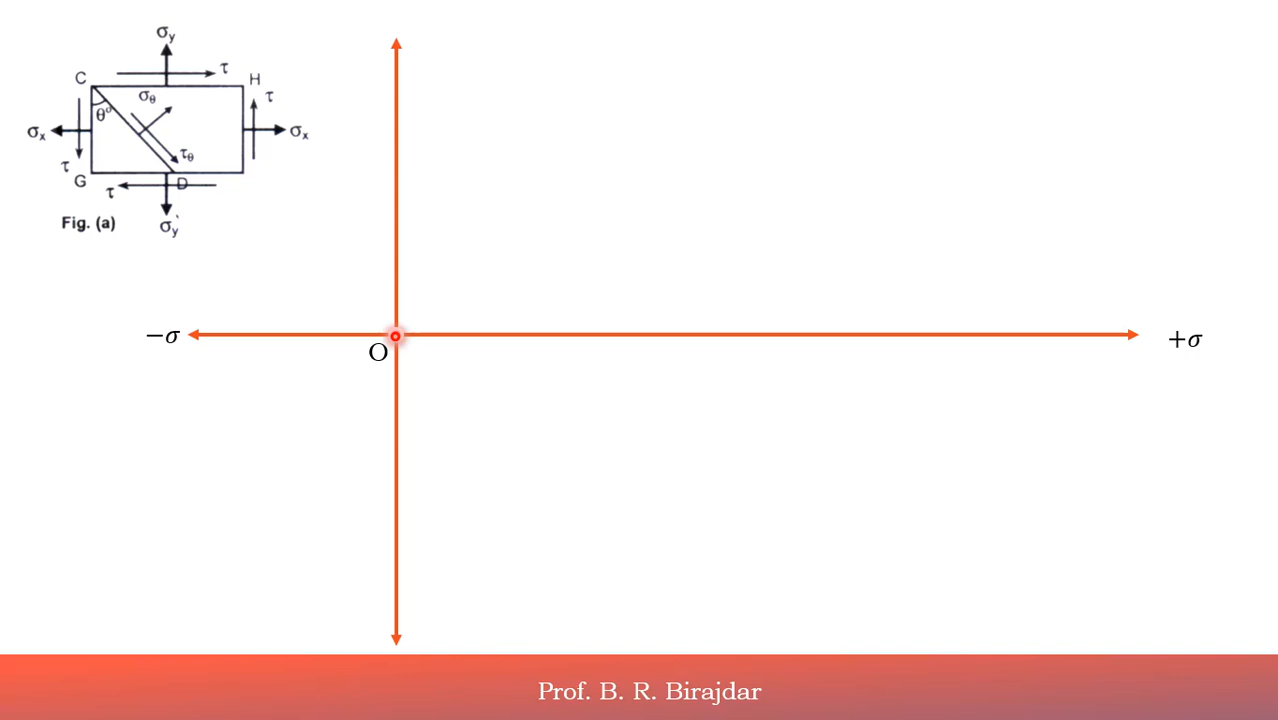 σy
τ
C
H
σθ
τ
θ°
σx
σx
τθ
τ
G
D
τ
Fig. (a)
σy'
−σ
O
+σ
Prof. B. R. Birajdar